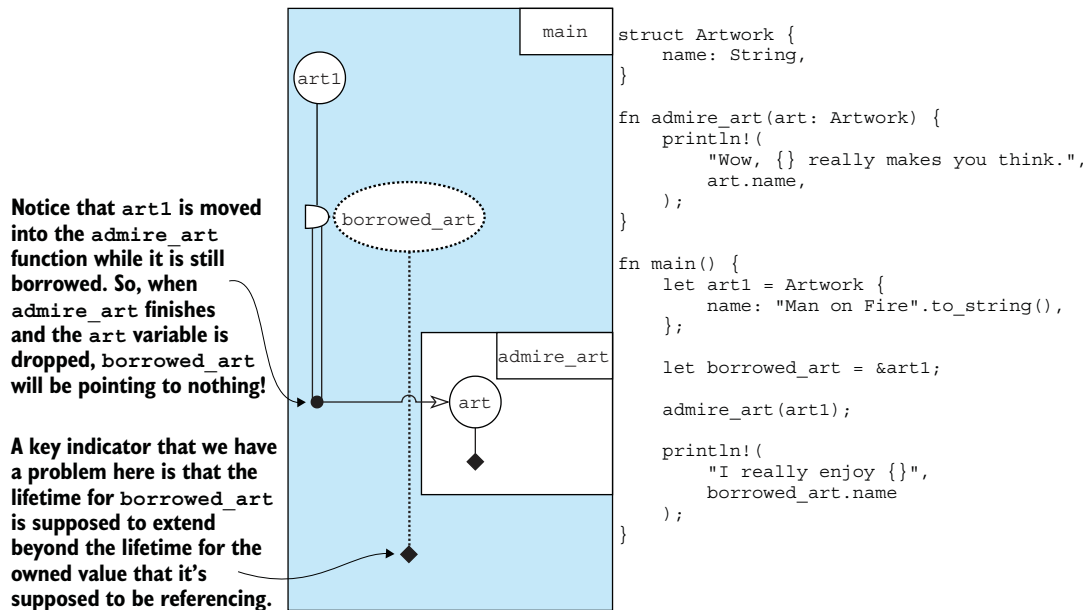 main
art1
borrowed_art
admire_art
art
Notice that art1 is moved
into the admire_art
function while it is still
borrowed. So, when
admire_art finishes
and the art variable is
dropped, borrowed_art
will be pointing to nothing!
A key indicator that we have
a problem here is that the
lifetime for borrowed_art
is supposed to extend
beyond the lifetime for the
owned value that it's
supposed to be referencing.
struct Artwork {
    name: String,
}
fn admire_art(art: Artwork) {
    println!(
        "Wow, {} really makes you think.",
        art.name,
    );
}
fn main() {
    let art1 = Artwork {
        name: "Man on Fire".to_string(),
    };
    let borrowed_art = &art1;
    admire_art(art1);
    println!(
        "I really enjoy {}",
        borrowed_art.name
    );
}